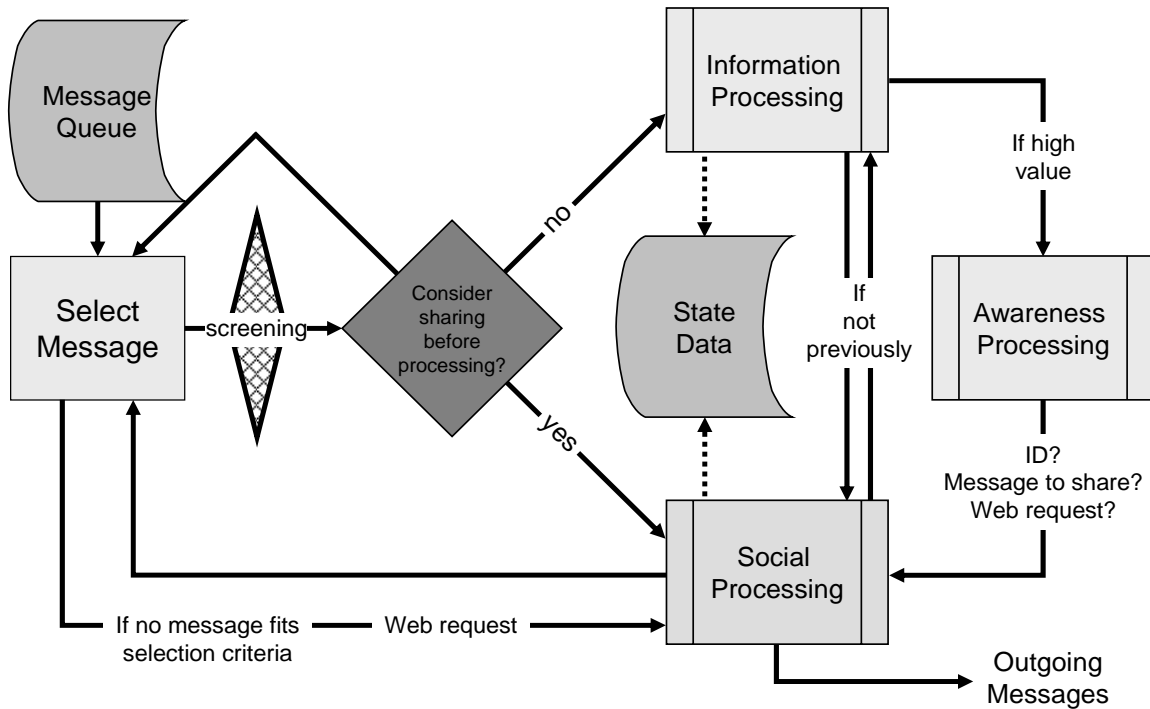 Message
Queue
Select
Message
screening
Consider
sharing
before
processing?
no
yes
Information
Processing
If high
value
State
Data
If
not
previously
Awareness
Processing
ID?
Message to share?
Web request?
Social
Processing
If no message fits
selection criteria
Web request
Outgoing
Messages